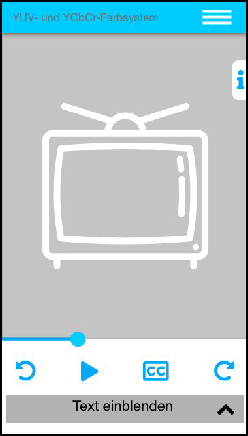 YUV- und YCbCr-Farbsystem
i
CC
Text einblenden